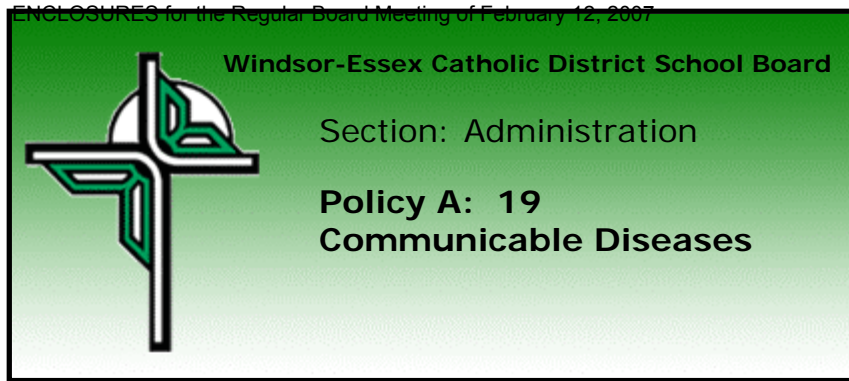 ENCLOSURES for the Regular Board Meeting of February 12, 2007
Windsor-Essex Catholic District School Board
Section: Administration
Policy A: 19
Communicable Diseases